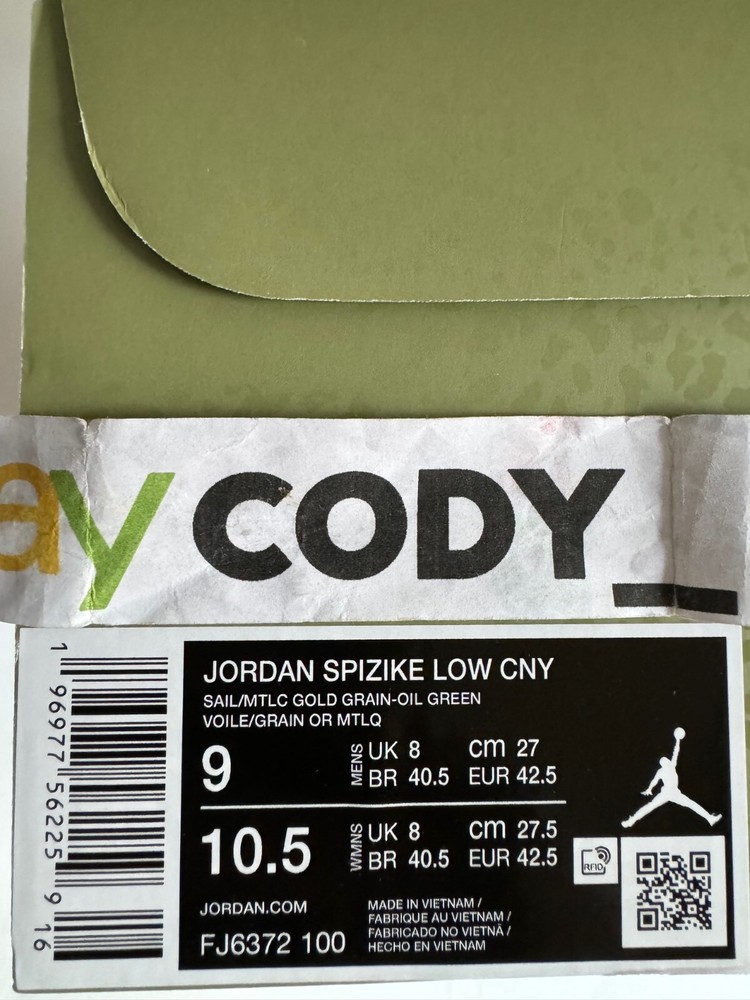 ay CODY_
JORDAN SPIZIKE LOW CNY
SAIL/MTLC GOLD GRAIN-OIL GREEN
VOILE/GRAIN OR MTLQ
9 MENS UK 8 cm 27
BR 40.5 EUR 42.5
10.5 WMNS UK 8 cm 27.5
BR 40.5 EUR 42.5
RFID
JORDAN.COM
FJ6372 100
MADE IN VIETNAM /
FABRIQUE AU VIETNAM /
FABRICADO NO VIETNÃ /
HECHO EN VIETNAM
1 96977 56225 9 16